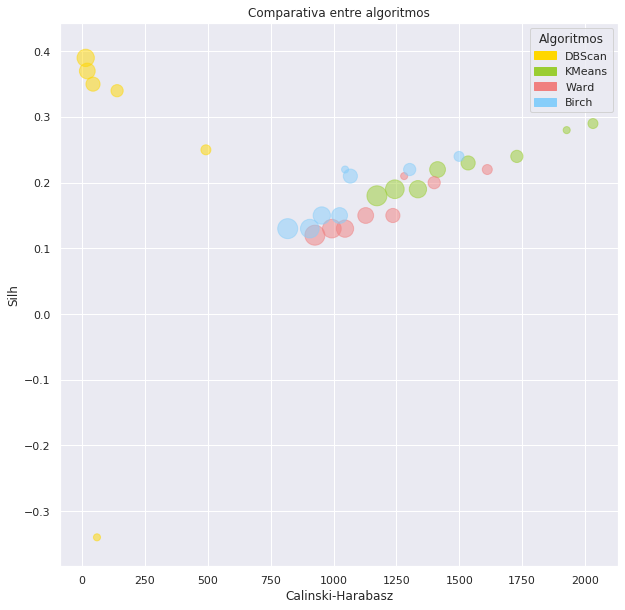 Comparativa entre algoritmos
Algoritmos
DBScan
KMeans
Ward
Birch
Silh
0.4
0.3
0.2
0.1
0.0
−0.1
−0.2
−0.3
0 250 500 750 1000 1250 1500 1750 2000
Calinski-Harabasz